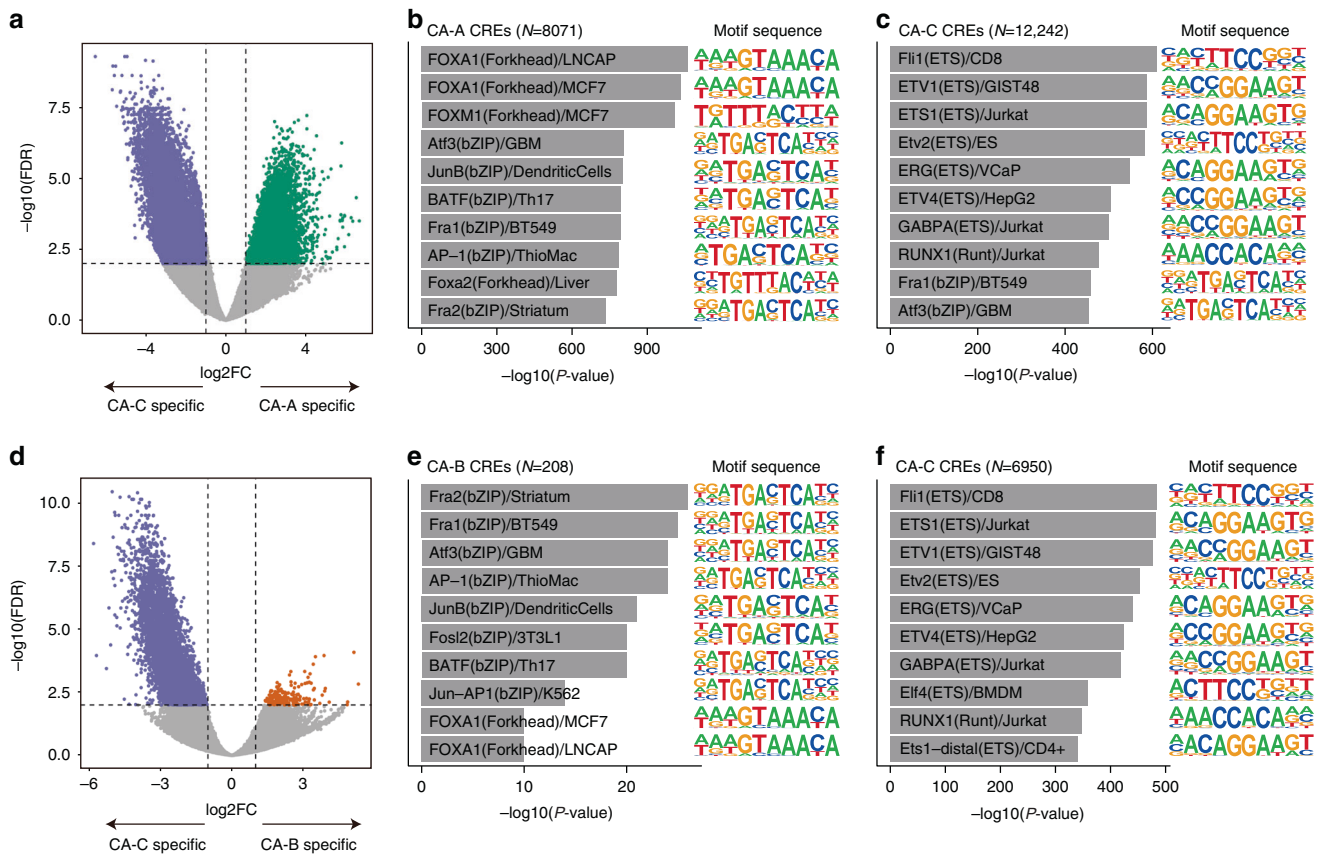 a
−log10(FDR)
7.5
5.0
2.5
0.0
−4
0
4
log2FC
CA-C specific
CA-A specific
b
CA-A CREs (N=8071)
Motif sequence
FOXA1(Forkhead)/LNCAP
FOXA1(Forkhead)/MCF7
FOXM1(Forkhead)/MCF7
Atf3(bZIP)/GBM
JunB(bZIP)/DendriticCells
BATF(bZIP)/Th17
Fra1(bZIP)/BT549
AP−1(bZIP)/ThioMac
Foxa2(Forkhead)/Liver
Fra2(bZIP)/Striatum
0
300
600
900
−log10(P-value)
c
CA-C CREs (N=12,242)
Motif sequence
Fli1(ETS)/CD8
ETV1(ETS)/GIST48
ETS1(ETS)/Jurkat
Etv2(ETS)/ES
ERG(ETS)/VCaP
ETV4(ETS)/HepG2
GABPA(ETS)/Jurkat
RUNX1(Runt)/Jurkat
Fra1(bZIP)/BT549
Atf3(bZIP)/GBM
0
200
400
600
−log10(P-value)
d
−log10(FDR)
10.0
7.5
5.0
2.5
0.0
−6
−3
0
3
log2FC
CA-C specific
CA-B specific
e
CA-B CREs (N=208)
Motif sequence
Fra2(bZIP)/Striatum
Fra1(bZIP)/BT549
Atf3(bZIP)/GBM
AP−1(bZIP)/ThioMac
JunB(bZIP)/DendriticCells
Fosl2(bZIP)/3T3L1
BATF(bZIP)/Th17
Jun−AP1(bZIP)/K562
FOXA1(Forkhead)/MCF7
FOXA1(Forkhead)/LNCAP
0
10
20
−log10(P-value)
f
CA-C CREs (N=6950)
Motif sequence
Fli1(ETS)/CD8
ETS1(ETS)/Jurkat
ETV1(ETS)/GIST48
Etv2(ETS)/ES
ERG(ETS)/VCaP
ETV4(ETS)/HepG2
GABPA(ETS)/Jurkat
Elf4(ETS)/BMDM
RUNX1(Runt)/Jurkat
Ets1−distal(ETS)/CD4+
0
100
200
300
400
500
−log10(P-value)